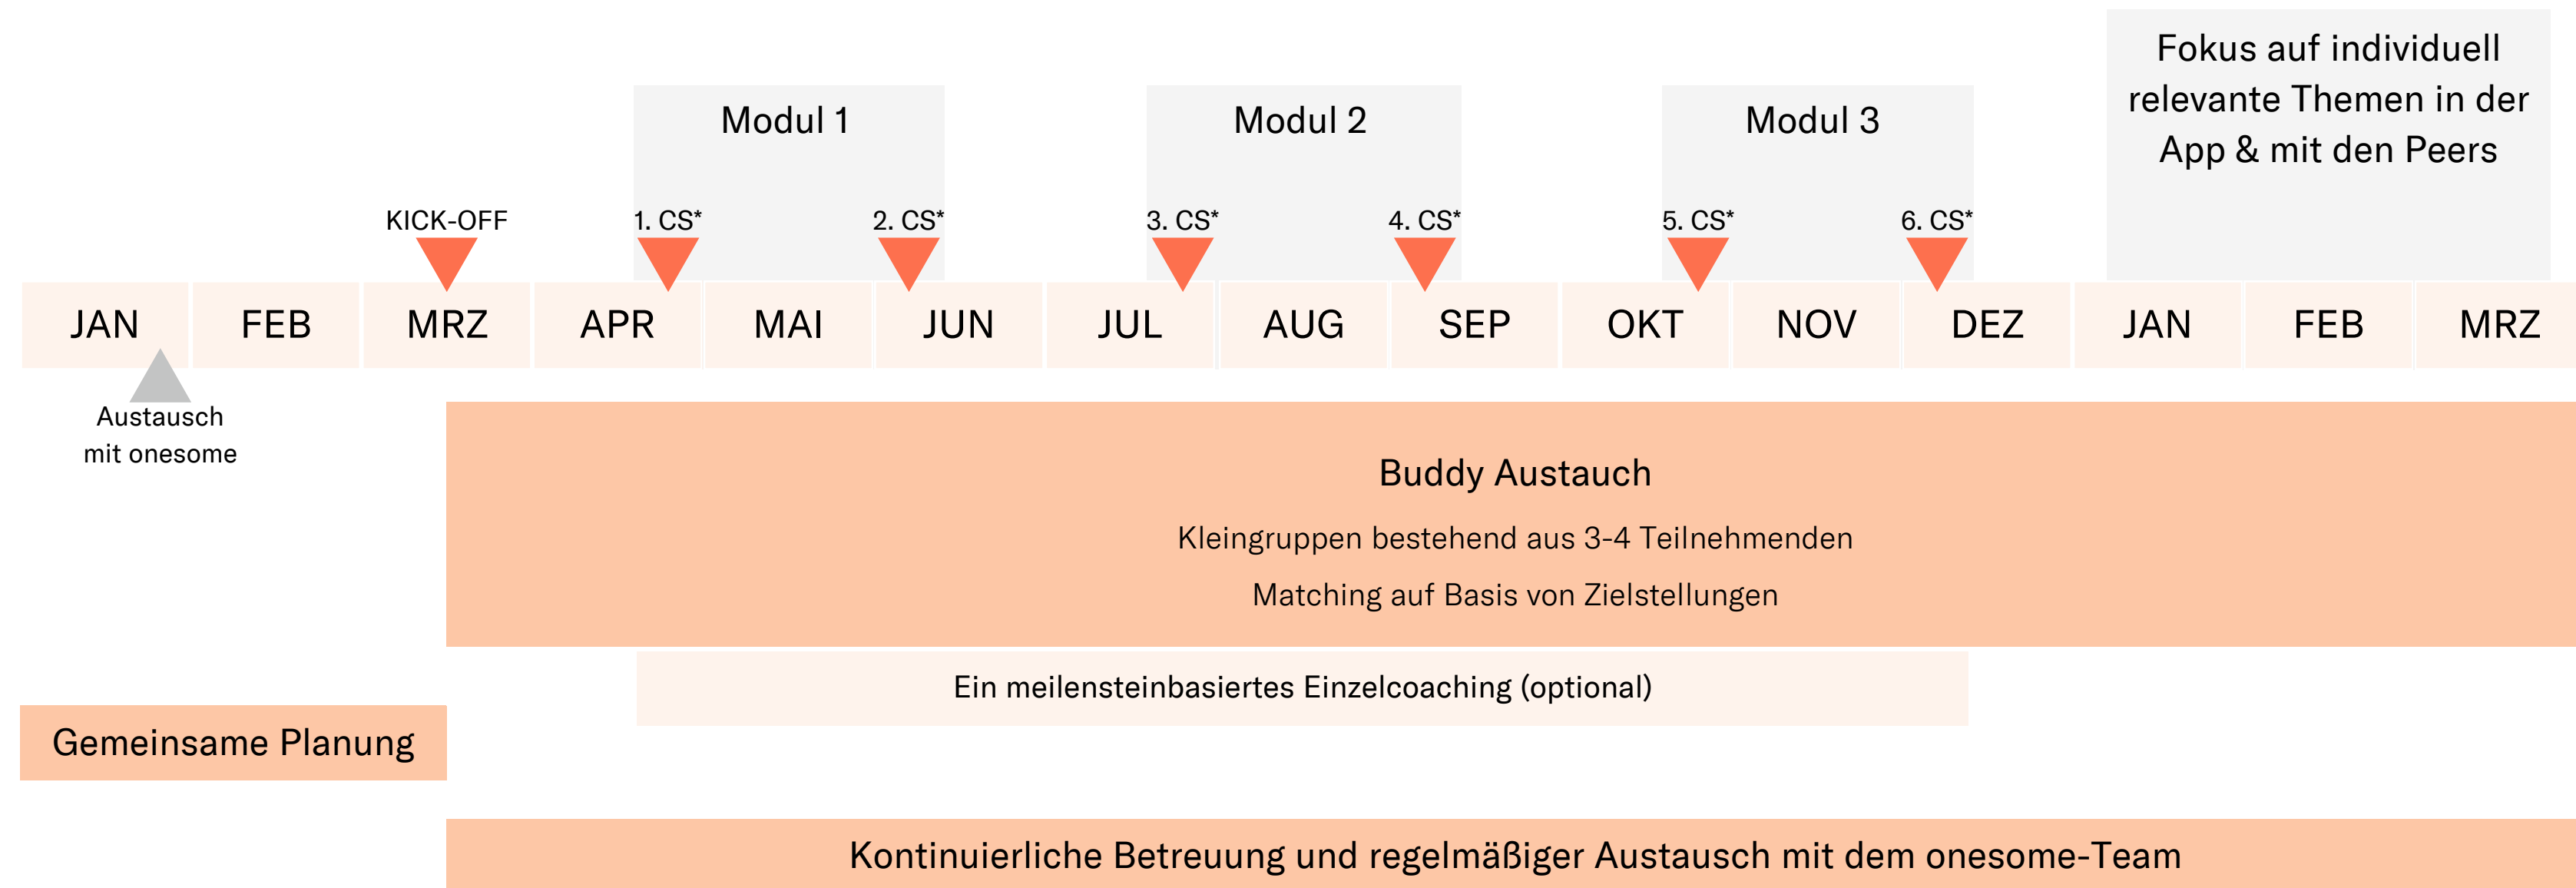 Fokus auf individuell
relevante Themen in der
App & mit den Peers
Modul 1
Modul 2
Modul 3
KICK-OFF
1. CS*
2. CS*
3. CS*
4. CS*
5. CS*
6. CS*
JAN
FEB
MRZ
APR
MAI
JUN
JUL
AUG
SEP
OKT
NOV
DEZ
JAN
FEB
MRZ
Austausch
mit onesome
Buddy Austauch
Kleingruppen bestehend aus 3-4 Teilnehmenden
Matching auf Basis von Zielstellungen
Ein meilensteinbasiertes Einzelcoaching (optional)
Gemeinsame Planung
Kontinuierliche Betreuung und regelmäßiger Austausch mit dem onesome-Team